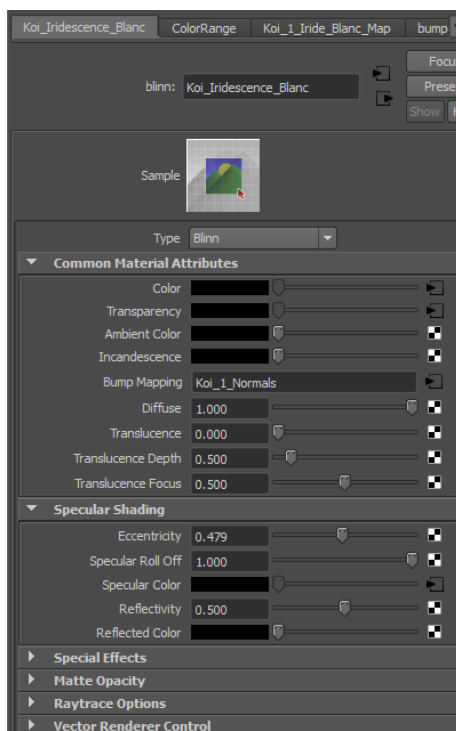 Koi_Iridescence_Blanc ColorRange Koi_1_Iride_Blanc_Map bump
Focu
blinn: Koi_Iridescence_Blanc
Prese
Show
Sample
Type Blinn
Common Material Attributes
Color
Transparency
Ambient Color
Incandescence
Bump Mapping Koi_1_Normals
Diffuse 1.000
Translucence 0.000
Translucence Depth 0.500
Translucence Focus 0.500
Specular Shading
Eccentricity 0.479
Specular Roll Off 1.000
Specular Color
Reflectivity 0.500
Reflected Color
Special Effects
Matte Opacity
Raytrace Options
Vector Renderer Control